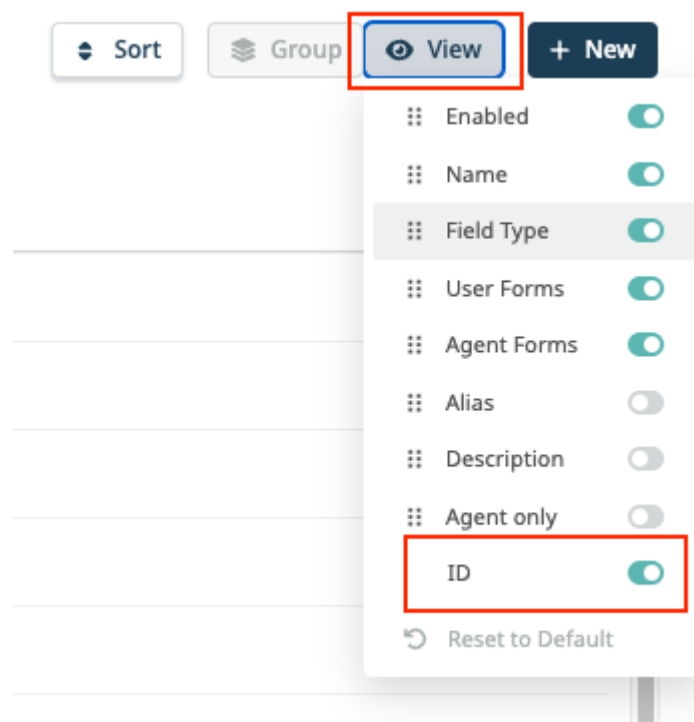 Sort Group View + New
Enabled
Name
Field Type
User Forms
Agent Forms
Alias
Description
Agent only
ID
Reset to Default